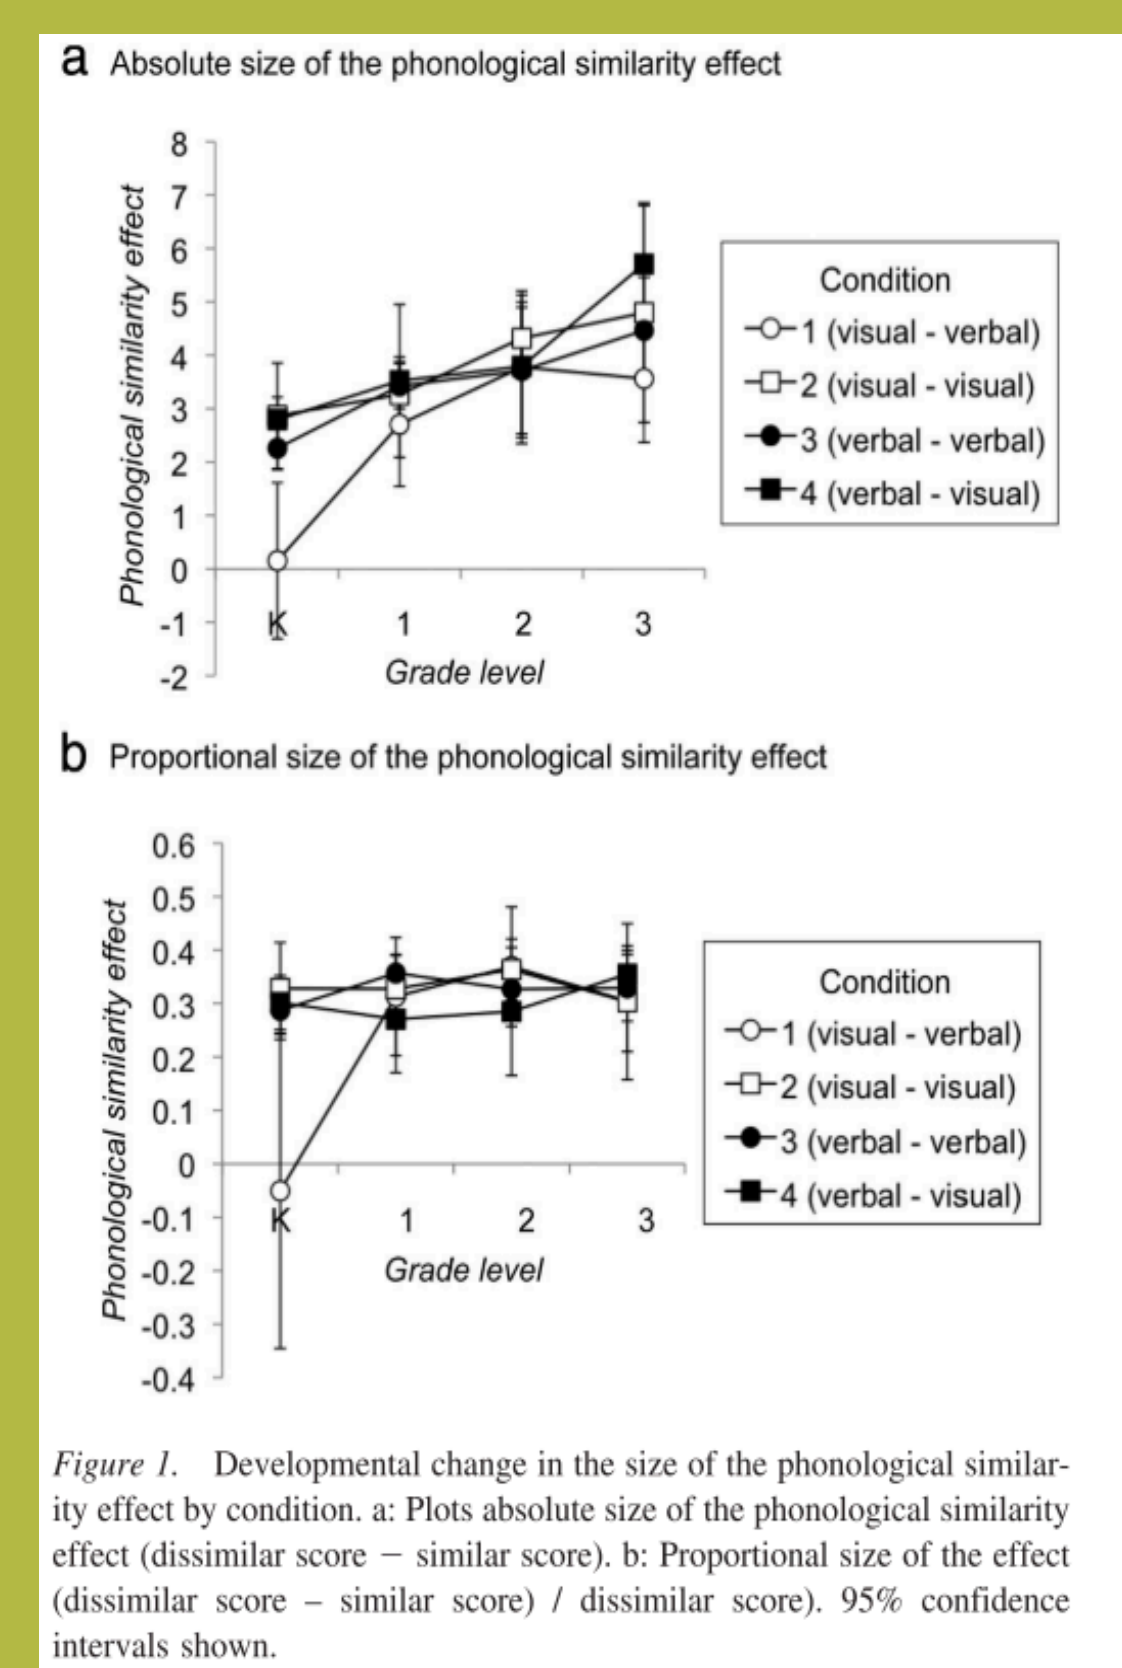 a Absolute size of the phonological similarity effect
8
7
6
5
4
3
2
1
0
-1
-2
Phonological similarity effect
K 1 2 3
Grade level
Condition
1 (visual - verbal)
2 (visual - visual)
3 (verbal - verbal)
4 (verbal - visual)
b Proportional size of the phonological similarity effect
0.6
0.5
0.4
0.3
0.2
0.1
0
-0.1
-0.2
-0.3
-0.4
Phonological similarity effect
K 1 2 3
Grade level
Condition
1 (visual - verbal)
2 (visual - visual)
3 (verbal - verbal)
4 (verbal - visual)
Figure 1. Developmental change in the size of the phonological similar-
ity effect by condition. a: Plots absolute size of the phonological similarity
effect (dissimilar score − similar score). b: Proportional size of the effect
(dissimilar score – similar score) / dissimilar score). 95% confidence
intervals shown.